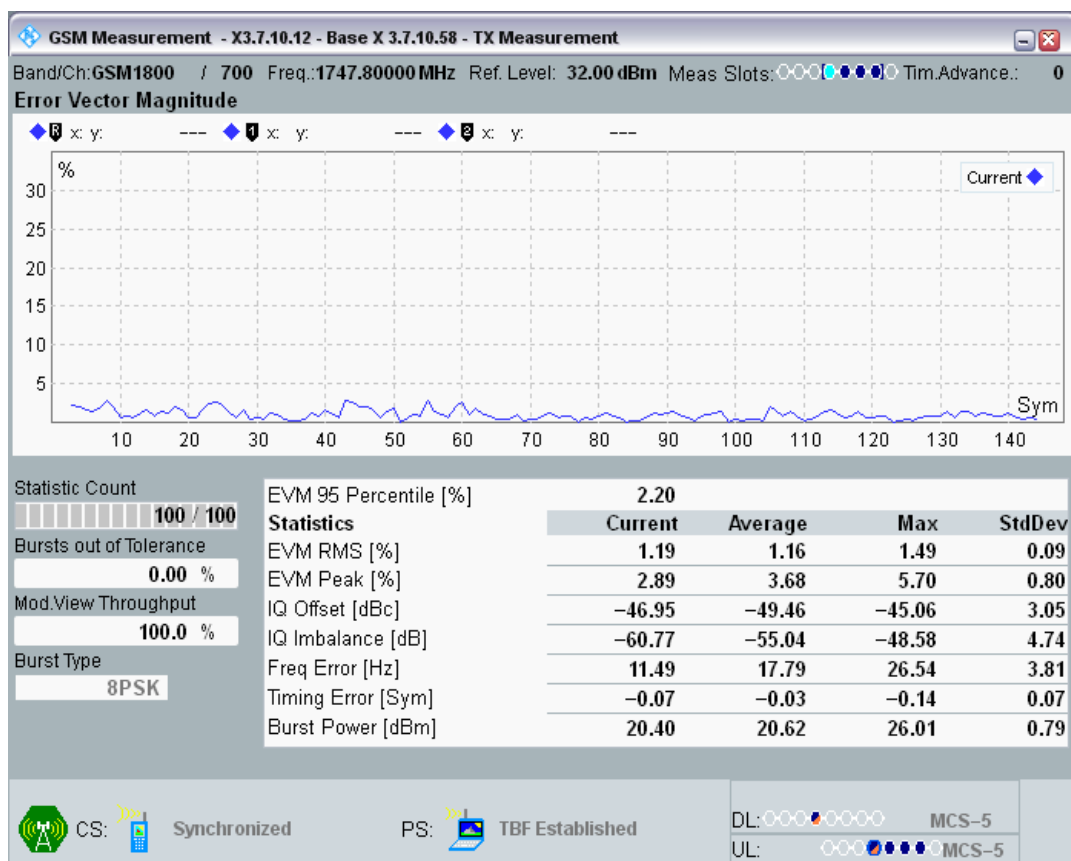 GSM Measurement - X3.7.10.12 - Base X 3.7.10.58 - TX Measurement
Band/Ch:GSM1800 / 700 Freq.:1747.80000 MHz Ref. Level: 32.00 dBm Meas Slots: Tim.Advance.: 0
Error Vector Magnitude
R x: y: --- 1 x: y: --- 2 x: y: ---
%
Current
30
25
20
15
10
5
Sym
10 20 30 40 50 60 70 80 90 100 110 120 130 140
Statistic Count
100 / 100
Bursts out of Tolerance
0.00 %
Mod.View Throughput
100.0 %
Burst Type
8PSK
EVM 95 Percentile [%] 2.20
Statistics Current Average Max StdDev
EVM RMS [%] 1.19 1.16 1.49 0.09
EVM Peak [%] 2.89 3.68 5.70 0.80
IQ Offset [dBc] −46.95 −49.46 −45.06 3.05
IQ Imbalance [dB] −60.77 −55.04 −48.58 4.74
Freq Error [Hz] 11.49 17.79 26.54 3.81
Timing Error [Sym] −0.07 −0.03 −0.14 0.07
Burst Power [dBm] 20.40 20.62 26.01 0.79
CS: Synchronized PS: TBF Established
DL: MCS−5
UL: MCS−5